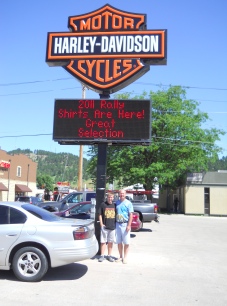 MOTOR
HARLEY-DAVIDSON
CYCLES
2011 Rally
Shirts Are Here!
Great
Selection